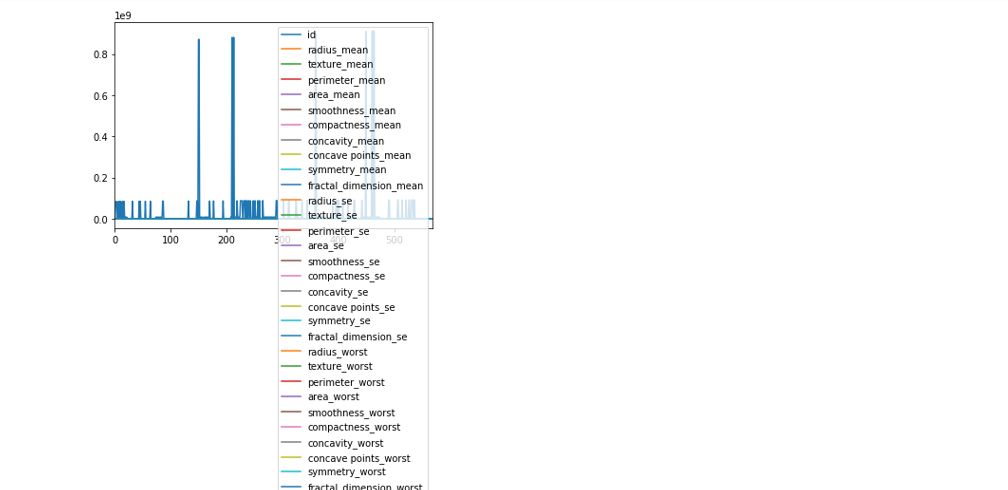 1e9
0.8
0.6
0.4
0.2
0.0
0 100 200 300 400 500
id
radius_mean
texture_mean
perimeter_mean
area_mean
smoothness_mean
compactness_mean
concavity_mean
concave points_mean
symmetry_mean
fractal_dimension_mean
radius_se
texture_se
perimeter_se
area_se
smoothness_se
compactness_se
concavity_se
concave points_se
symmetry_se
fractal_dimension_se
radius_worst
texture_worst
perimeter_worst
area_worst
smoothness_worst
compactness_worst
concavity_worst
concave points_worst
symmetry_worst
fractal_dimension_worst